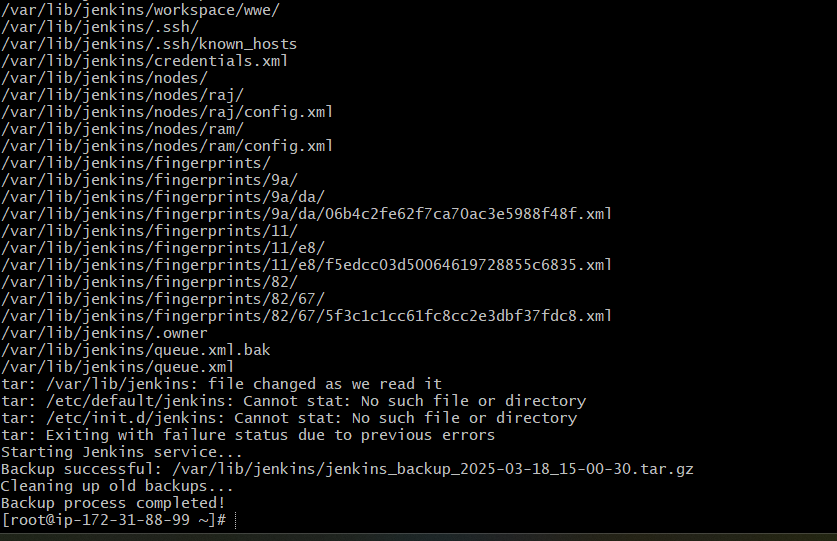 /var/lib/jenkins/workspace/wwe/
/var/lib/jenkins/.ssh/
/var/lib/jenkins/.ssh/known_hosts
/var/lib/jenkins/credentials.xml
/var/lib/jenkins/nodes/
/var/lib/jenkins/nodes/raj/
/var/lib/jenkins/nodes/raj/config.xml
/var/lib/jenkins/nodes/ram/
/var/lib/jenkins/nodes/ram/config.xml
/var/lib/jenkins/fingerprints/
/var/lib/jenkins/fingerprints/9a/
/var/lib/jenkins/fingerprints/9a/da/
/var/lib/jenkins/fingerprints/9a/da/06b4c2fe62f7ca70ac3e5988f48f.xml
/var/lib/jenkins/fingerprints/11/
/var/lib/jenkins/fingerprints/11/e8/
/var/lib/jenkins/fingerprints/11/e8/f5edcc03d50064619728855c6835.xml
/var/lib/jenkins/fingerprints/82/
/var/lib/jenkins/fingerprints/82/67/
/var/lib/jenkins/fingerprints/82/67/5f3c1c1cc61fc8cc2e3dbf37fdc8.xml
/var/lib/jenkins/.owner
/var/lib/jenkins/queue.xml.bak
/var/lib/jenkins/queue.xml
tar: /var/lib/jenkins: file changed as we read it
tar: /etc/default/jenkins: Cannot stat: No such file or directory
tar: /etc/init.d/jenkins: Cannot stat: No such file or directory
tar: Exiting with failure status due to previous errors
Starting Jenkins service...
Backup successful: /var/lib/jenkins/jenkins_backup_2025-03-18_15-00-30.tar.gz
Cleaning up old backups...
Backup process completed!
[root@ip-172-31-88-99 ~]#